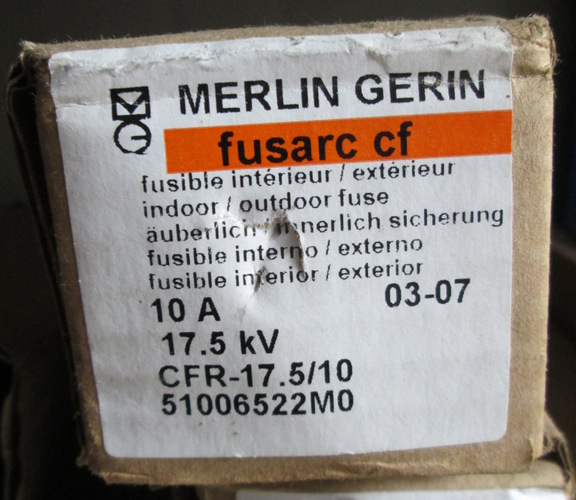 MERLIN GERIN
fusarc cf
fusible intérieur / extérieur
indoor / outdoor fuse
äuberlich / innerlich sicherung
fusible interno / externo
fusible interior / exterior
10 A 03-07
17.5 kV
CFR-17.5/10
51006522M0